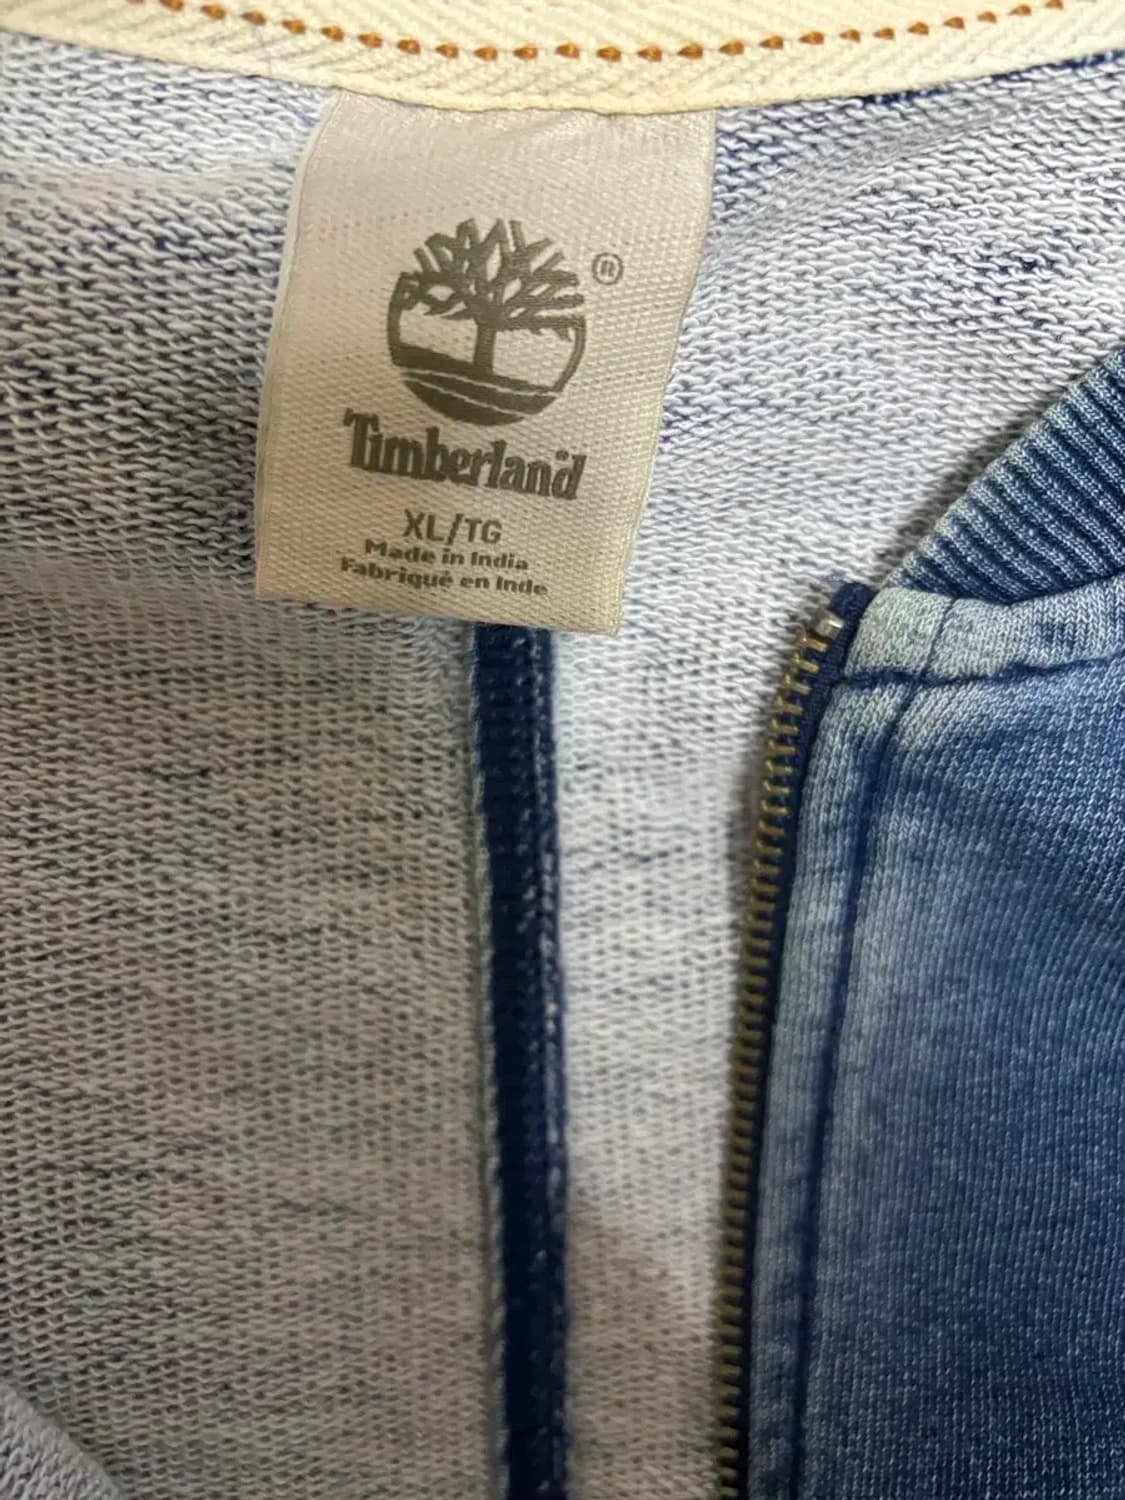 ®
Timberland
XL/TG
Made in India
Fabriqué en Inde